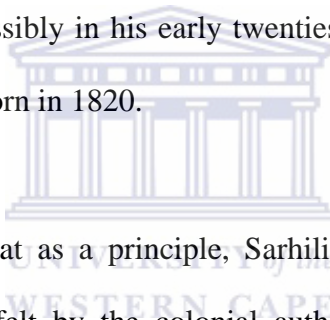 ssibly in his early twenties
orn in 1820.
at as a principle, Sarhili
UNIVERSITY of the
WESTERN CAPE
felt by the colonial auth